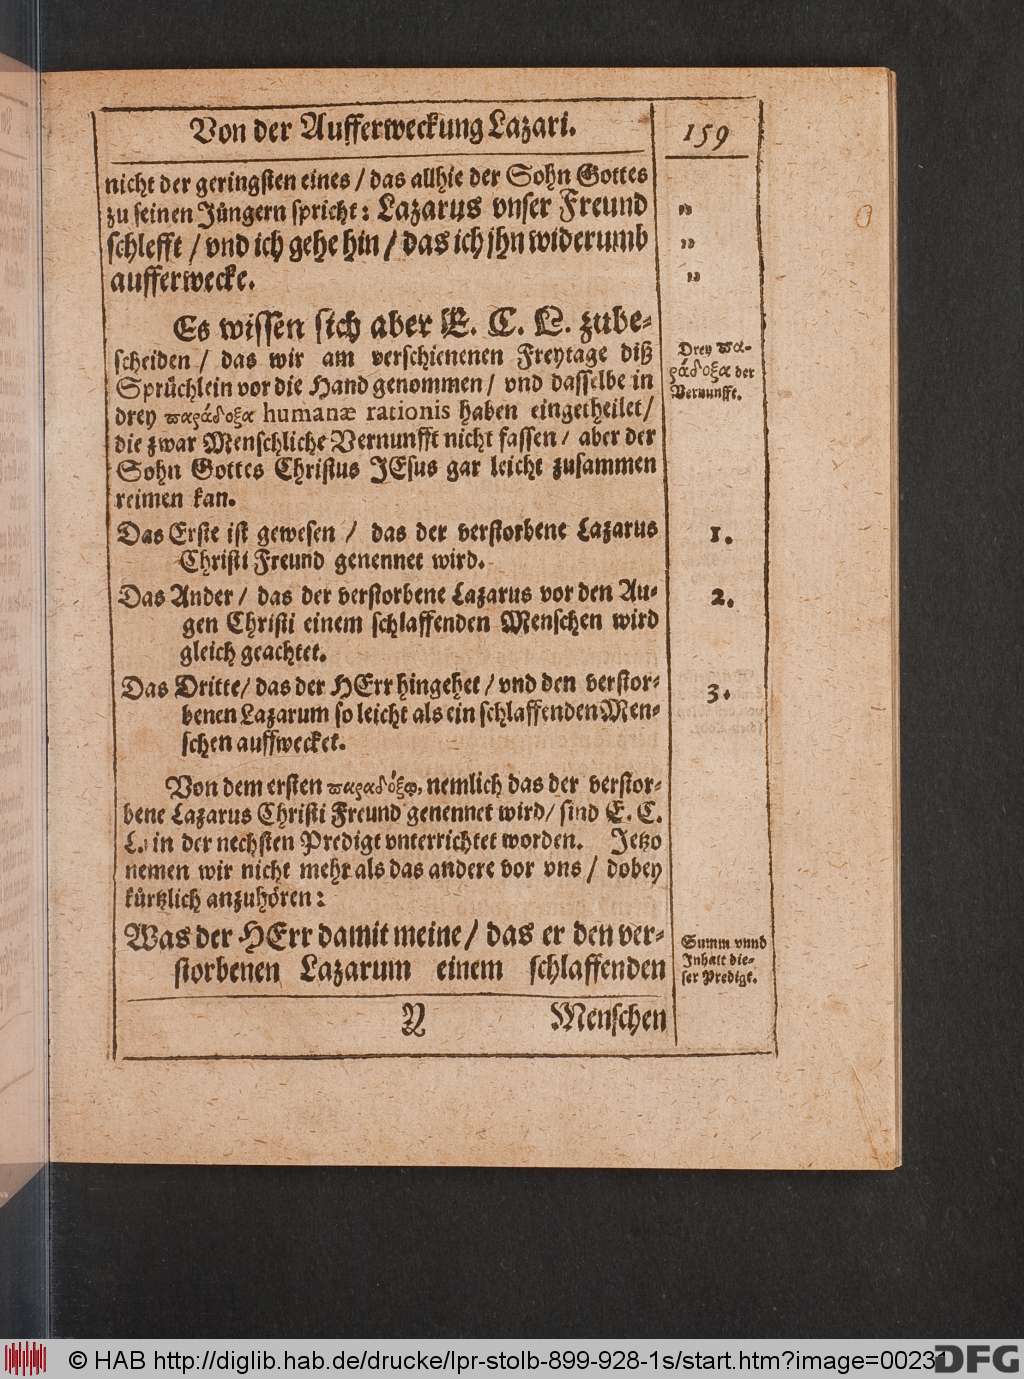 Von der Aufferweckung Lazari.
159
nicht der geringsten eines / das allhie der Sohn Gottes
zu seinen Jüngern spricht: Lazarus vnser Freund
schlefft / vnd ich gehe hin / das ich jhn widerumb
aufferwecke.
Es wissen sich aber E. C. L. zube-
scheiden / das wir am verschienenen Freytage diß
Sprüchlein vor die Hand genommen / vnd dasselbe in
drey παράδοξα humanæ rationis haben eingetheilet /
die zwar Menschliche Vernunfft nicht fassen / aber der
Sohn Gottes Christus JEsus gar leicht zusammen
reimen kan.
Drey πα-
ράδοξα der
Vernunfft.
Das Erste ist gewesen / das der verstorbene Lazarus
Christi Freund genennet wird.
1.
Das Ander / das der verstorbene Lazarus vor den Au-
gen Christi einem schlaffenden Menschen wird
gleich geachtet.
2.
Das Dritte / das der HErr hingehet / vnd den verstor-
benen Lazarum so leicht als ein schlaffenden Men-
schen auffwecket.
3.
Von dem ersten παραδόξῳ, nemlich das der verstor-
bene Lazarus Christi Freund genennet wird / sind E. C.
L. in der nechsten Predigt vnterrichtet worden. Jetzo
nemen wir nicht mehr als das andere vor vns / dobey
kürtzlich anzuhören:
Was der HErr damit meine / das er den ver-
storbenen Lazarum einem schlaffenden
Summ vnnd
Inhalt die-
ser Predigt.
Menschen
© HAB http://diglib.hab.de/drucke/lpr-stolb-899-928-1s/start.htm?image=00231
DFG